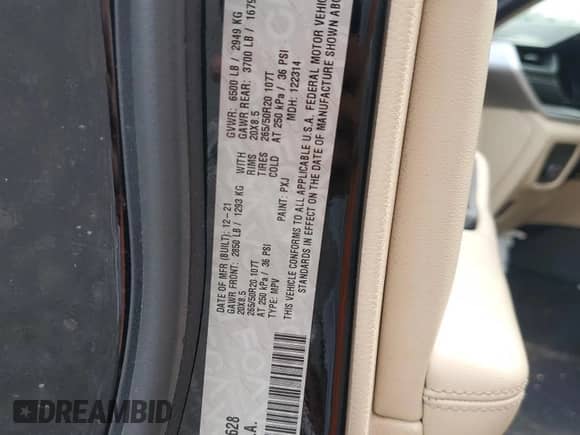 DATE OF MFR (BUILT): 12-21
GVWR: 6500 LB / 2949 KG
GAWR FRONT: 2850 LB / 1293 KG
WITH
GAWR REAR: 3700 LB / 167
20X8.5
RIMS
20X8.5
265/50R20 107T
TIRES
265/50R20 107T
AT 250 kPa / 36 PSI
COLD
AT 250 kPa / 36 PSI
TYPE: MPV
PAINT: PXJ
MDH: 122314
THIS VEHICLE CONFORMS TO ALL APPLICABLE U.S.A. FEDERAL MOTOR VEHIC
STANDARDS IN EFFECT ON THE DATE OF MANUFACTURE SHOWN ABO
628
.A.
DREAMBID